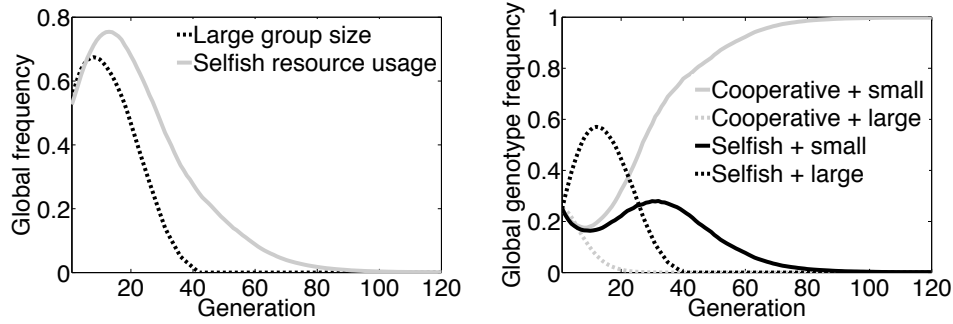 Global frequency
0.8
0.6
0.4
0.2
0
Large group size
Selfish resource usage
20 40 60 80 100 120
Generation
Global genotype frequency
1
0.8
0.6
0.4
0.2
0
Cooperative + small
Cooperative + large
Selfish + small
Selfish + large
20 40 60 80 100 120
Generation